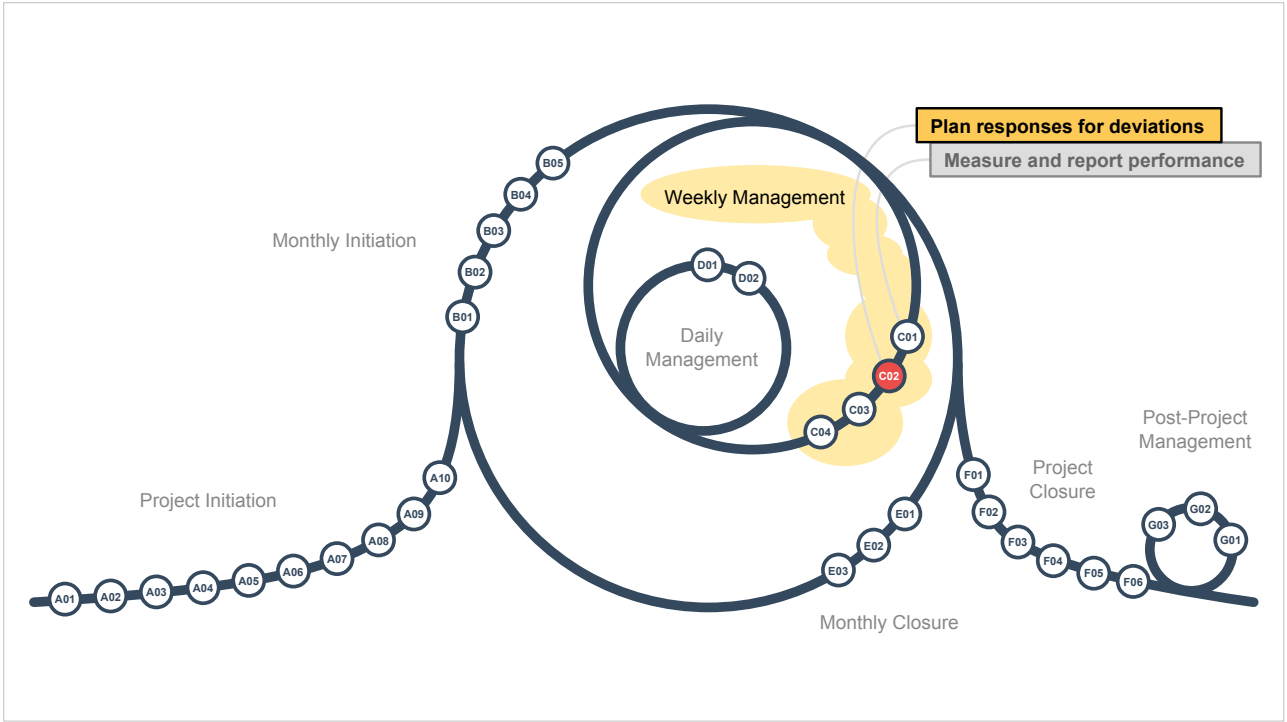 Plan responses for deviations
Measure and report performance
Weekly Management
Monthly Initiation
B05
B04
B03
B02
B01
D01
D02
Daily
Management
C01
C02
C03
C04
Post-Project
Management
Project
Closure
Project Initiation
A10
A09
A08
A07
A06
A05
A04
A03
A02
A01
E01
E02
E03
Monthly Closure
F01
F02
F03
F04
F05
F06
G03
G02
G01